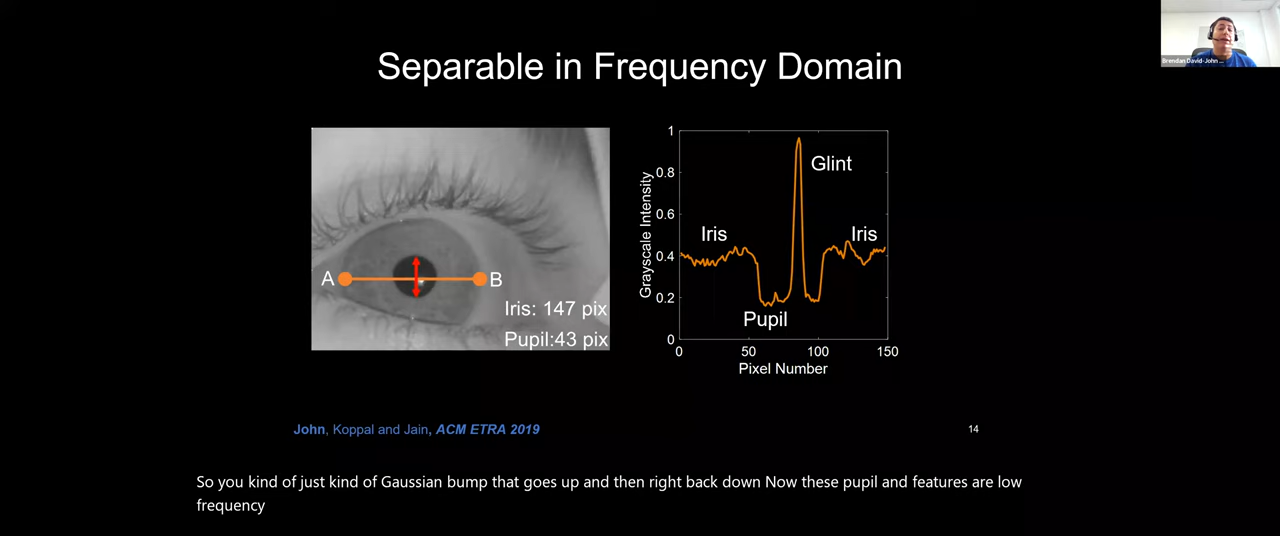 Separable in Frequency Domain
Brendan David-John ...
A
B
Iris: 147 pix
Pupil:43 pix
Grayscale Intensity
1
0.8
0.6
0.4
0.2
0
Glint
Iris
Iris
Pupil
0
50
100
150
Pixel Number
John, Koppal and Jain, ACM ETRA 2019
14
So you kind of just kind of Gaussian bump that goes up and then right back down Now these pupil and features are low
frequency